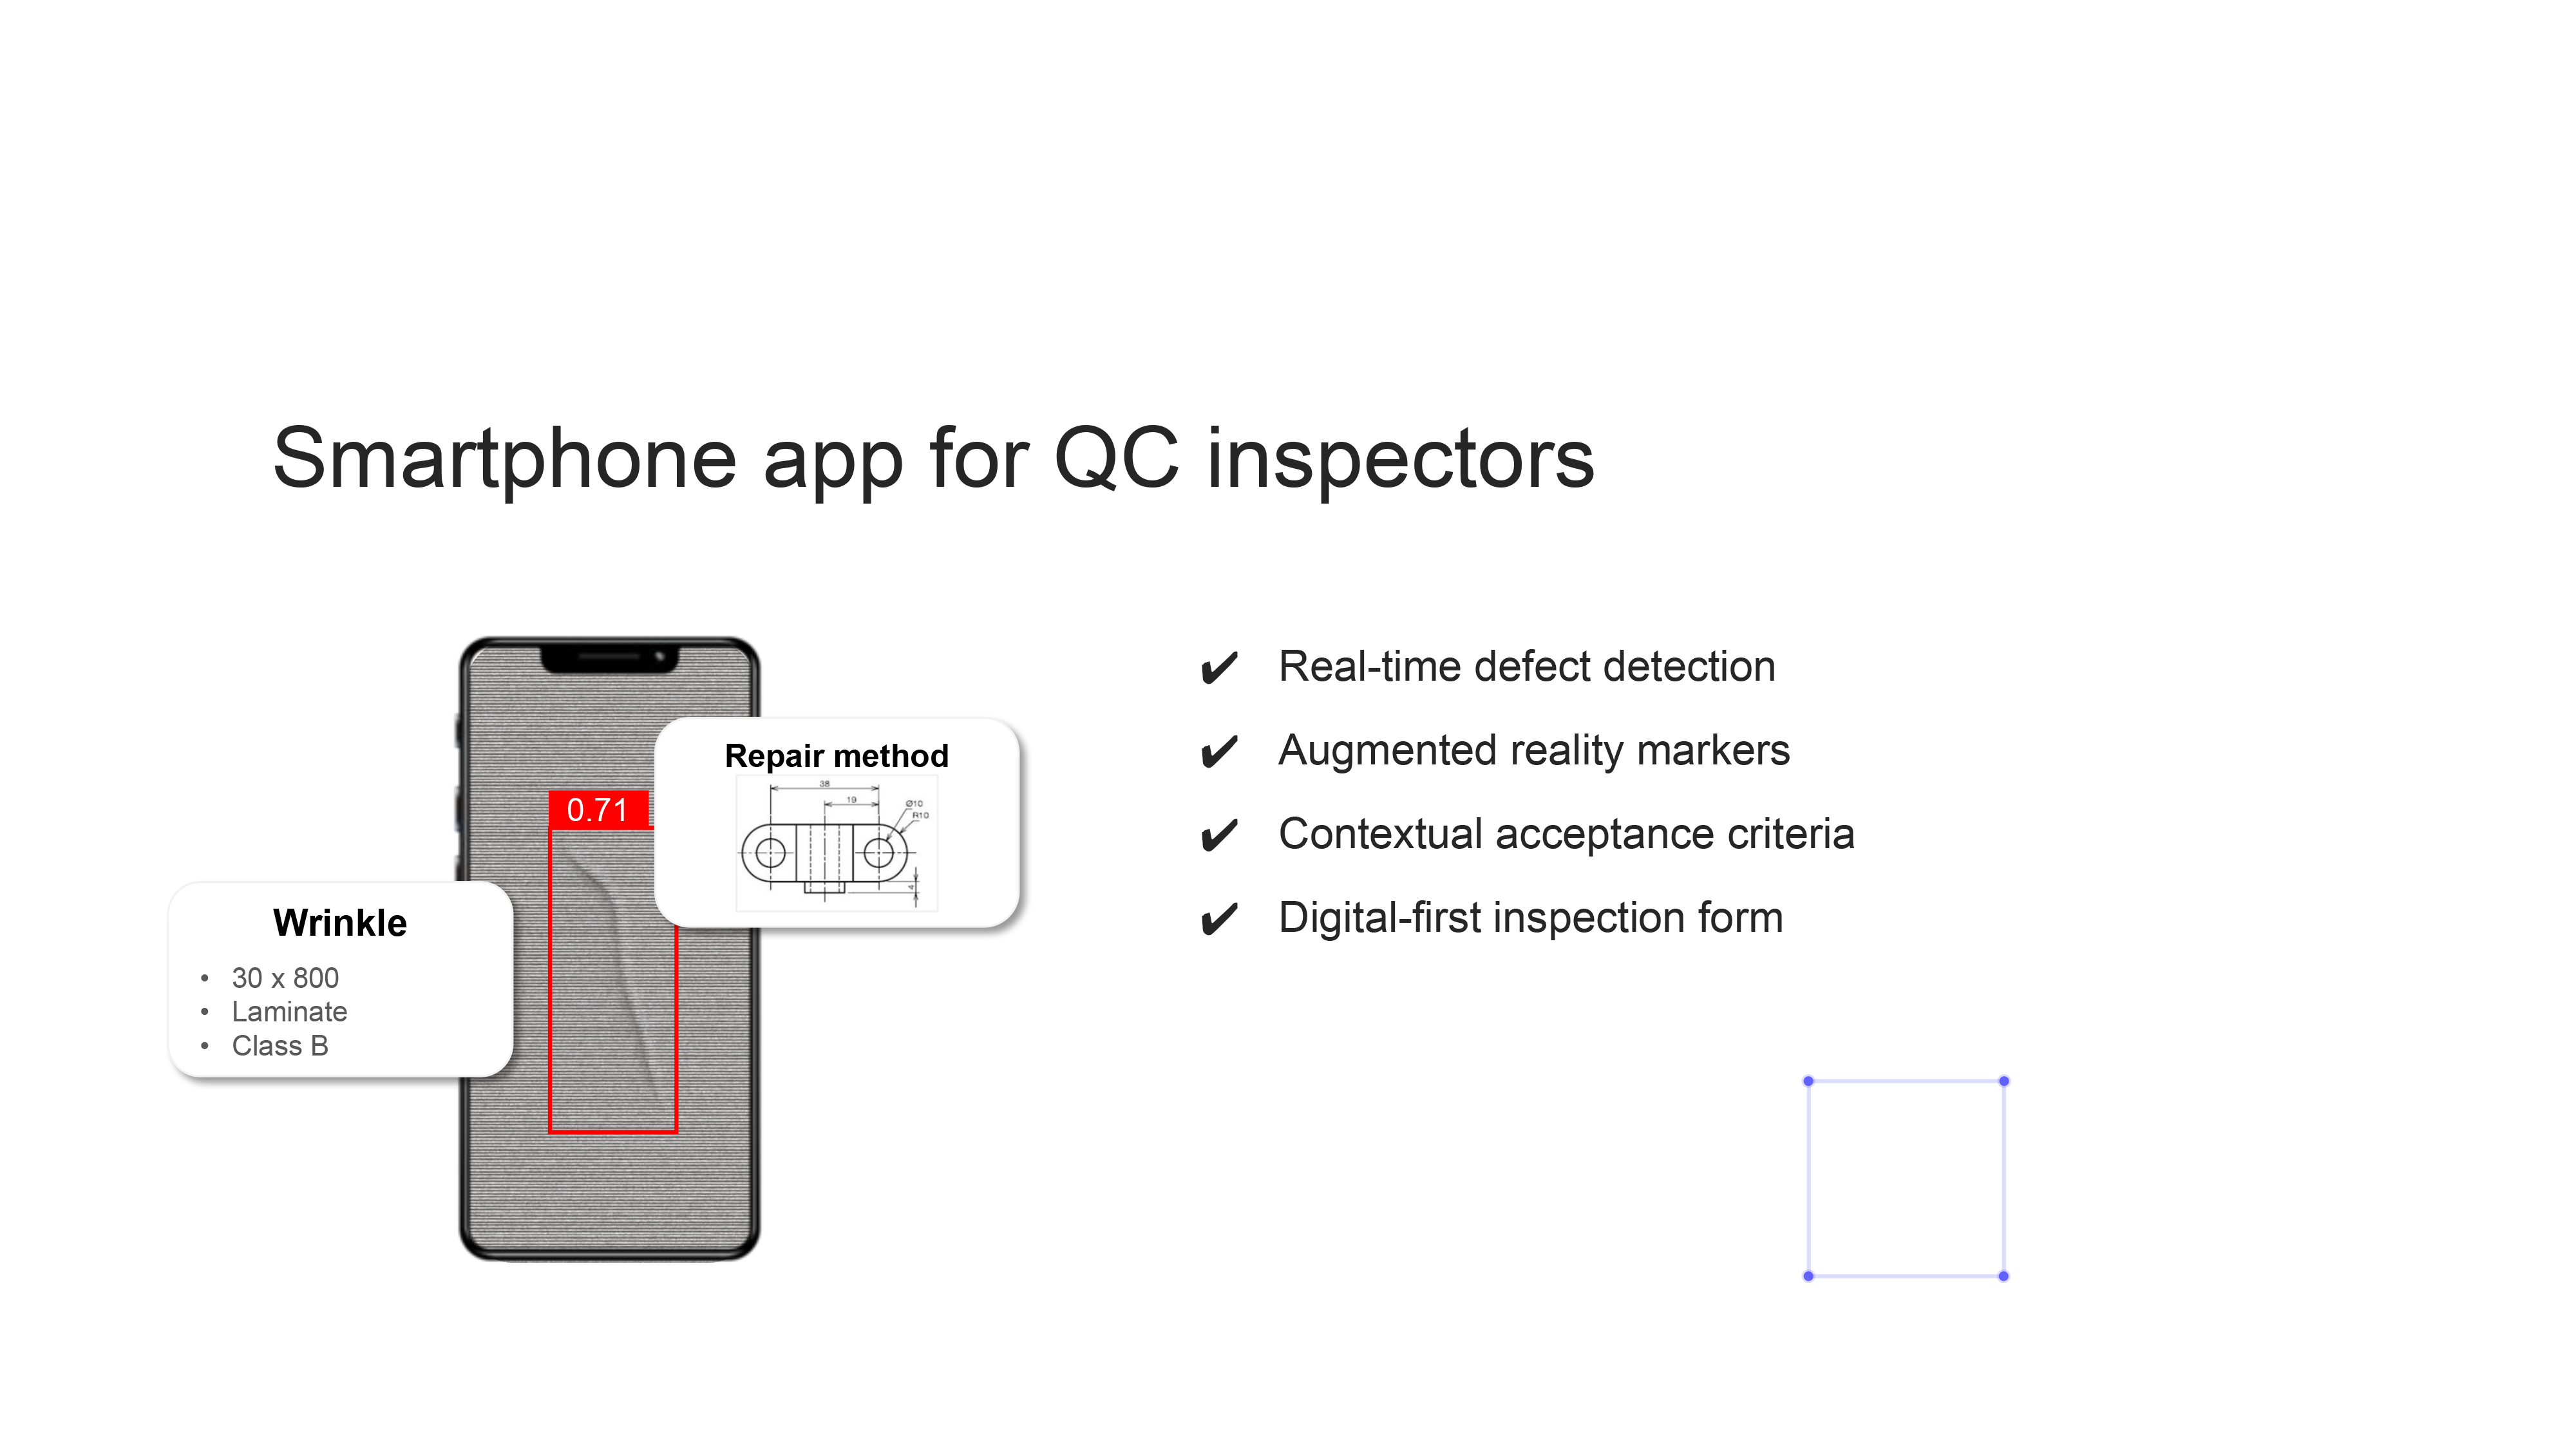 Smartphone app for QC inspectors
Repair method
38
19
Ø10
R10
4
0.71
Wrinkle
• 30 x 800
• Laminate
• Class B
✔ Real-time defect detection
✔ Augmented reality markers
✔ Contextual acceptance criteria
✔ Digital-first inspection form